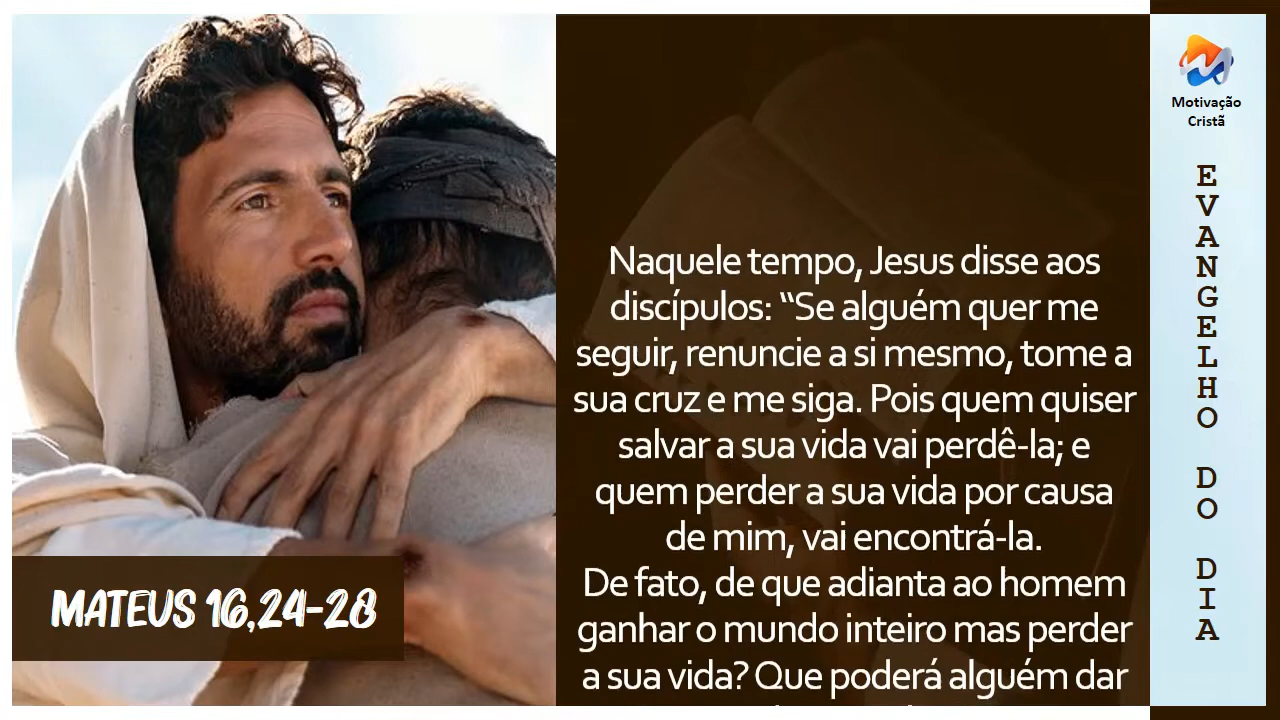 Naquele tempo, Jesus disse aos
discípulos: “Se alguém quer me
seguir, renuncie a si mesmo, tome a
sua cruz e me siga. Pois quem quiser
salvar a sua vida vai perdê-la; e
quem perder a sua vida por causa
de mim, vai encontrá-la.
De fato, de que adianta ao homem
ganhar o mundo inteiro mas perder
a sua vida? Que poderá alguém dar
MATEUS 16,24-28
Motivação
Cristã
EVANGELHO DO DIA